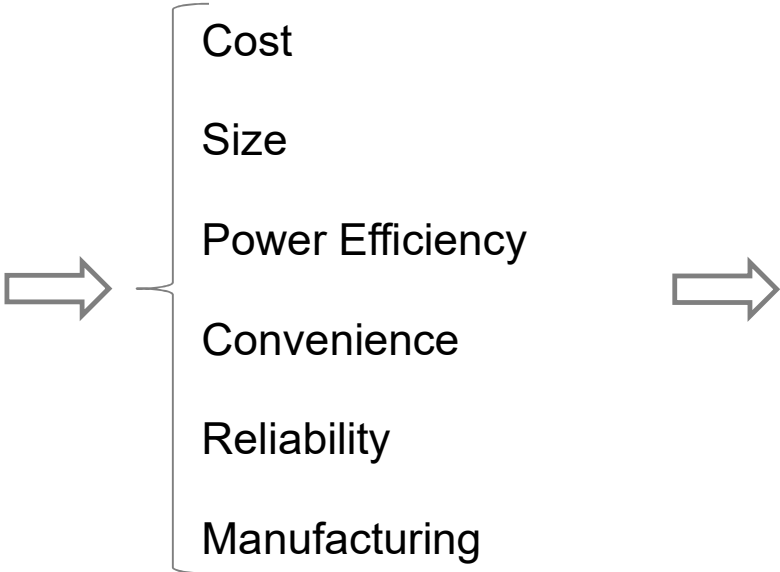 Cost
Size
Power Efficiency
Convenience
Reliability
Manufacturing